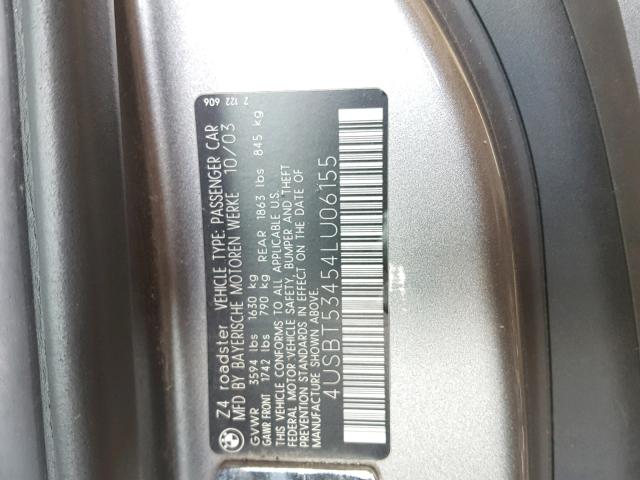 Z4 roadster VEHICLE TYPE: PASSENGER CAR
MFD BY BAYERISCHE MOTOREN WERKE 10/03
GVWR 3594 lbs 1630 kg
GAWR FRONT 1742 lbs 790 kg REAR 1863 lbs 845 kg
THIS VEHICLE CONFORMS TO ALL APPLICABLE U.S.
FEDERAL MOTOR VEHICLE SAFETY, BUMPER AND THEFT
PREVENTION STANDARDS IN EFFECT ON THE DATE OF
MANUFACTURE SHOWN ABOVE.
4USBT53454LU06155
7 122 606